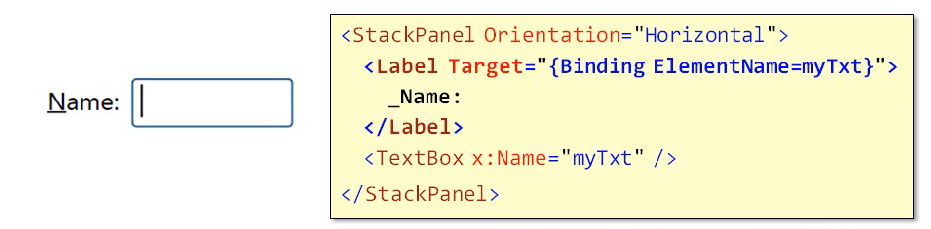 Name:
<StackPanel Orientation="Horizontal">
<Label Target="{Binding ElementName=myTxt}">
_Name:
</Label>
<TextBox x:Name="myTxt" />
</StackPanel>